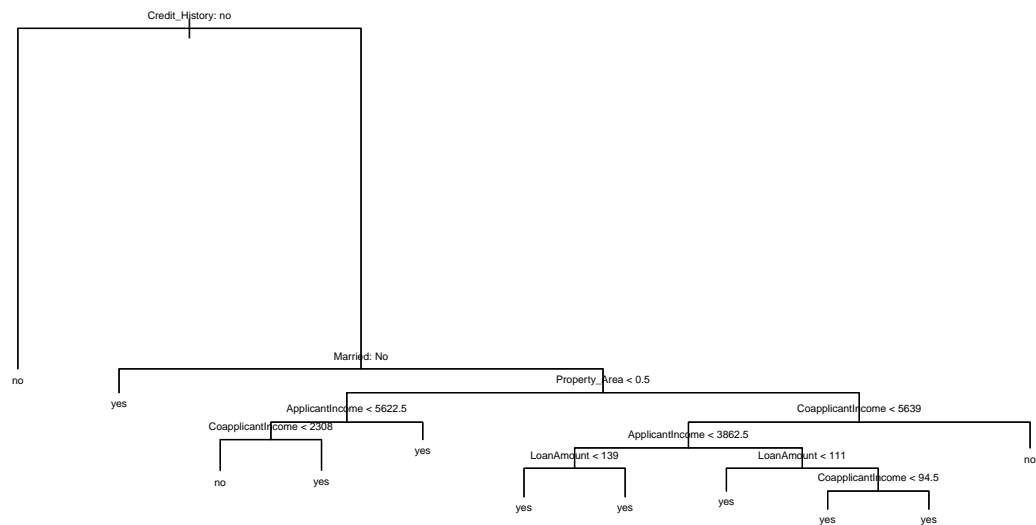 Credit_History: no
Married: No
no
Property_Area < 0.5
yes
ApplicantIncome < 5622.5
CoapplicantIncome < 5639
CoapplicantIncome < 2308
ApplicantIncome < 3862.5
yes
LoanAmount < 139
LoanAmount < 111
no
no
yes
CoapplicantIncome < 94.5
yes
yes
yes
yes
yes